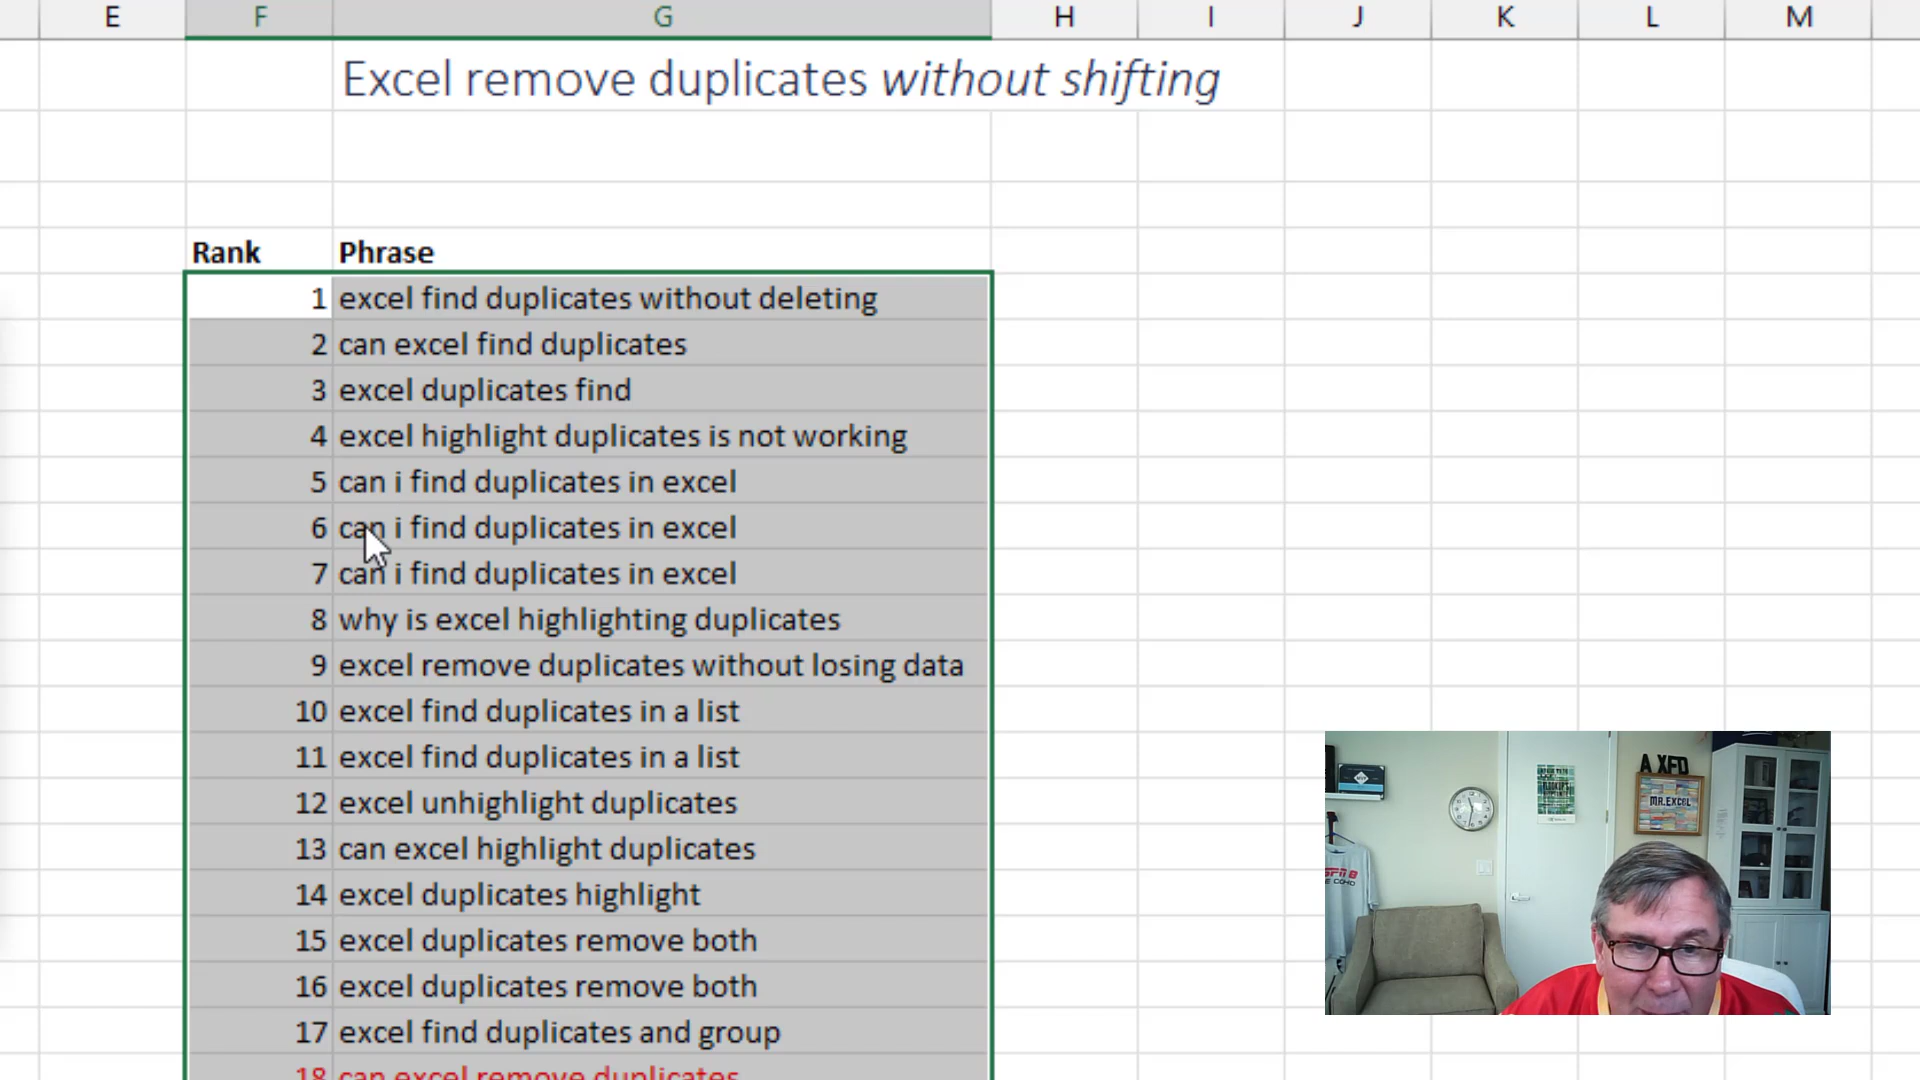 E F G H I J K L M
Excel remove duplicates without shifting
Rank Phrase
1 excel find duplicates without deleting
2 can excel find duplicates
3 excel duplicates find
4 excel highlight duplicates is not working
5 can i find duplicates in excel
6 can i find duplicates in excel
7 can i find duplicates in excel
8 why is excel highlighting duplicates
9 excel remove duplicates without losing data
10 excel find duplicates in a list
11 excel find duplicates in a list
12 excel unhighlight duplicates
13 can excel highlight duplicates
14 excel duplicates highlight
15 excel duplicates remove both
16 excel duplicates remove both
17 excel find duplicates and group
18 can excel remove duplicates
A XFD
MR.EXCEL